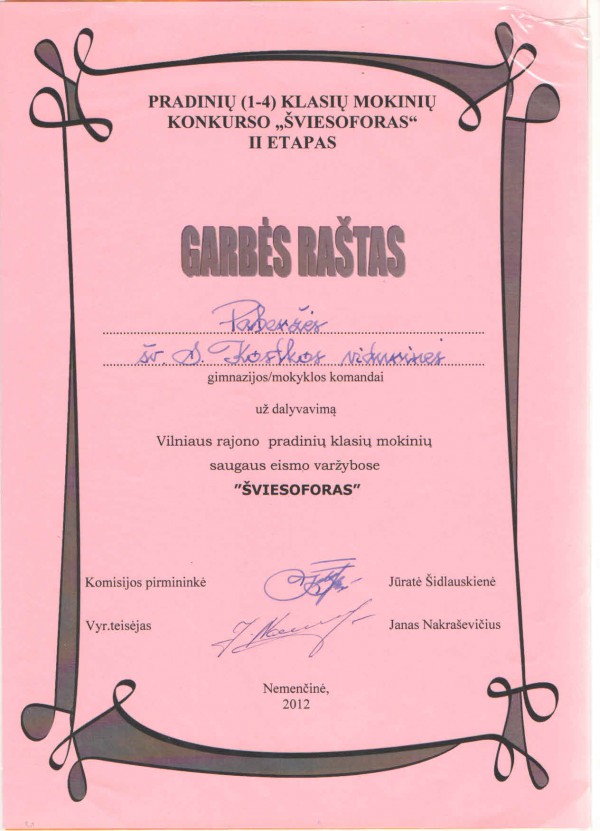 PRADINIŲ (1-4) KLASIŲ MOKINIŲ
KONKURSO „ŠVIESOFORAS“
II ETAPAS
GARBĖS RAŠTAS
Paberžės
šv. S. Kostkos vidurinės
gimnazijos/mokyklos komandai
už dalyvavimą
Vilniaus rajono pradinių klasių mokinių
saugaus eismo varžybose
”ŠVIESOFORAS”
Komisijos pirmininkė Jūratė Šidlauskienė
Vyr.teisėjas Janas Nakraševičius
Nemenčinė,
2012